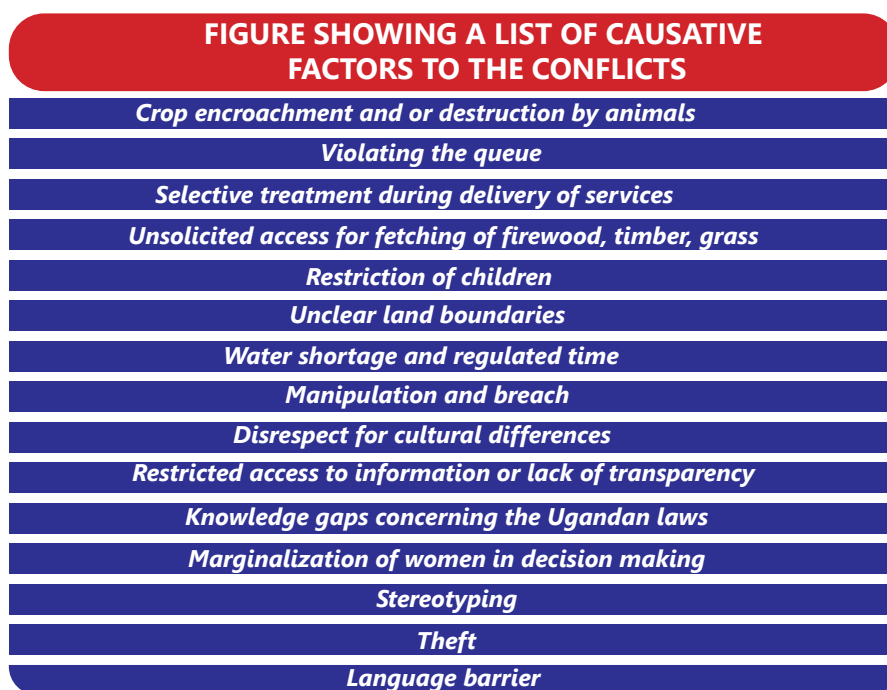 FIGURE SHOWING A LIST OF CAUSATIVE
FACTORS TO THE CONFLICTS
Crop encroachment and or destruction by animals
Violating the queue
Selective treatment during delivery of services
Unsolicited access for fetching of firewood, timber, grass
Restriction of children
Unclear land boundaries
Water shortage and regulated time
Manipulation and breach
Disrespect for cultural differences
Restricted access to information or lack of transparency
Knowledge gaps concerning the Ugandan laws
Marginalization of women in decision making
Stereotyping
Theft
Language barrier